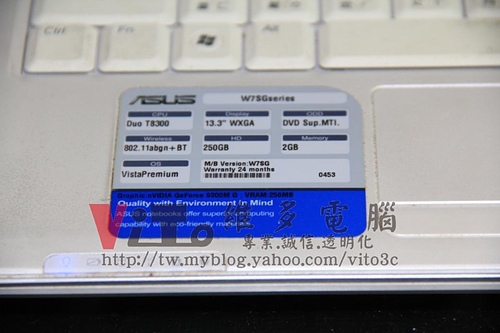 Ctrl
Fn
Alt
ASUS
W7SGseries
CPU
Display
ODD
Duo T8300
13.3" WXGA
DVD Sup.MTI.
Wireless
HD
Memory
802.11abgn+BT
250GB
2GB
OS
M/B Version:W7SG
Warranty 24 months
VistaPremium
0453
Quality with Environment in Mind
ASUS notebooks offer computing
capability with eco-friendly
ViTo 維多電腦
專業.誠信.透明化
http://tw.myblog.yahoo.com/vito3c